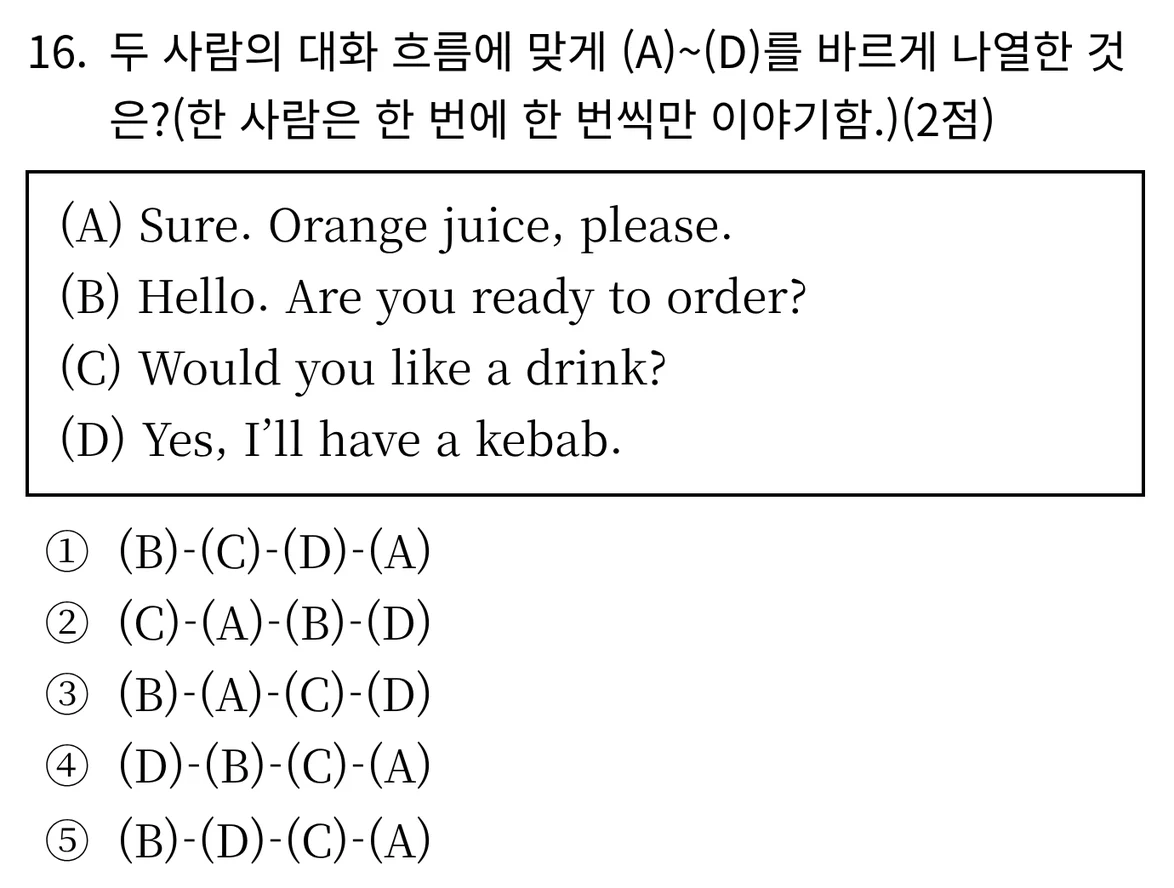 16. 두 사람의 대화 흐름에 맞게 (A)~(D)를 바르게 나열한 것
은?(한 사람은 한 번에 한 번씩만 이야기함.)(2점)
(A) Sure. Orange juice, please.
(B) Hello. Are you ready to order?
(C) Would you like a drink?
(D) Yes, I’ll have a kebab.
① (B)-(C)-(D)-(A)
② (C)-(A)-(B)-(D)
③ (B)-(A)-(C)-(D)
④ (D)-(B)-(C)-(A)
⑤ (B)-(D)-(C)-(A)